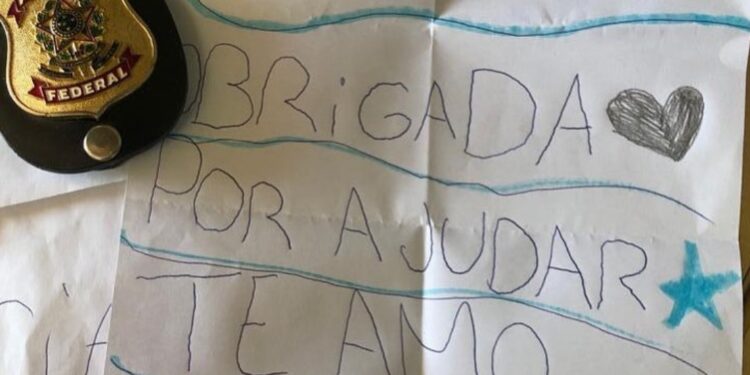 FEDERAL
OBRiGADA
POR AJUDAR
TE AMO